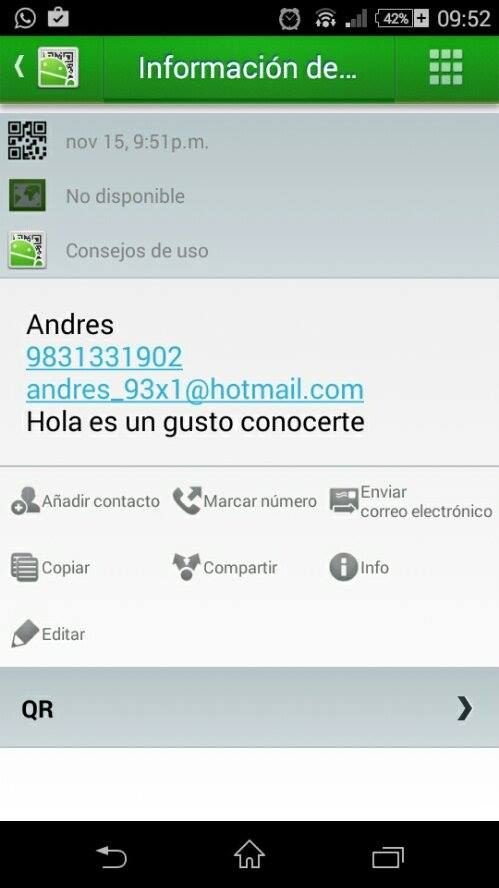 42%
09:52
Información de...
nov 15, 9:51p.m.
No disponible
Consejos de uso
Andres
9831331902
andres_93x1@hotmail.com
Hola es un gusto conocerte
Añadir contacto
Marcar número
Enviar
correo electrónico
Copiar
Compartir
Info
Editar
QR